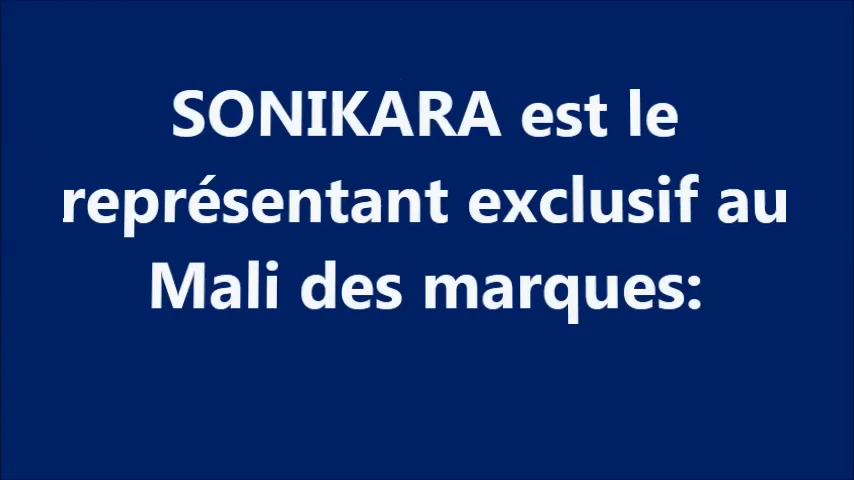 SONIKARA est le
représentant exclusif au
Mali des marques: